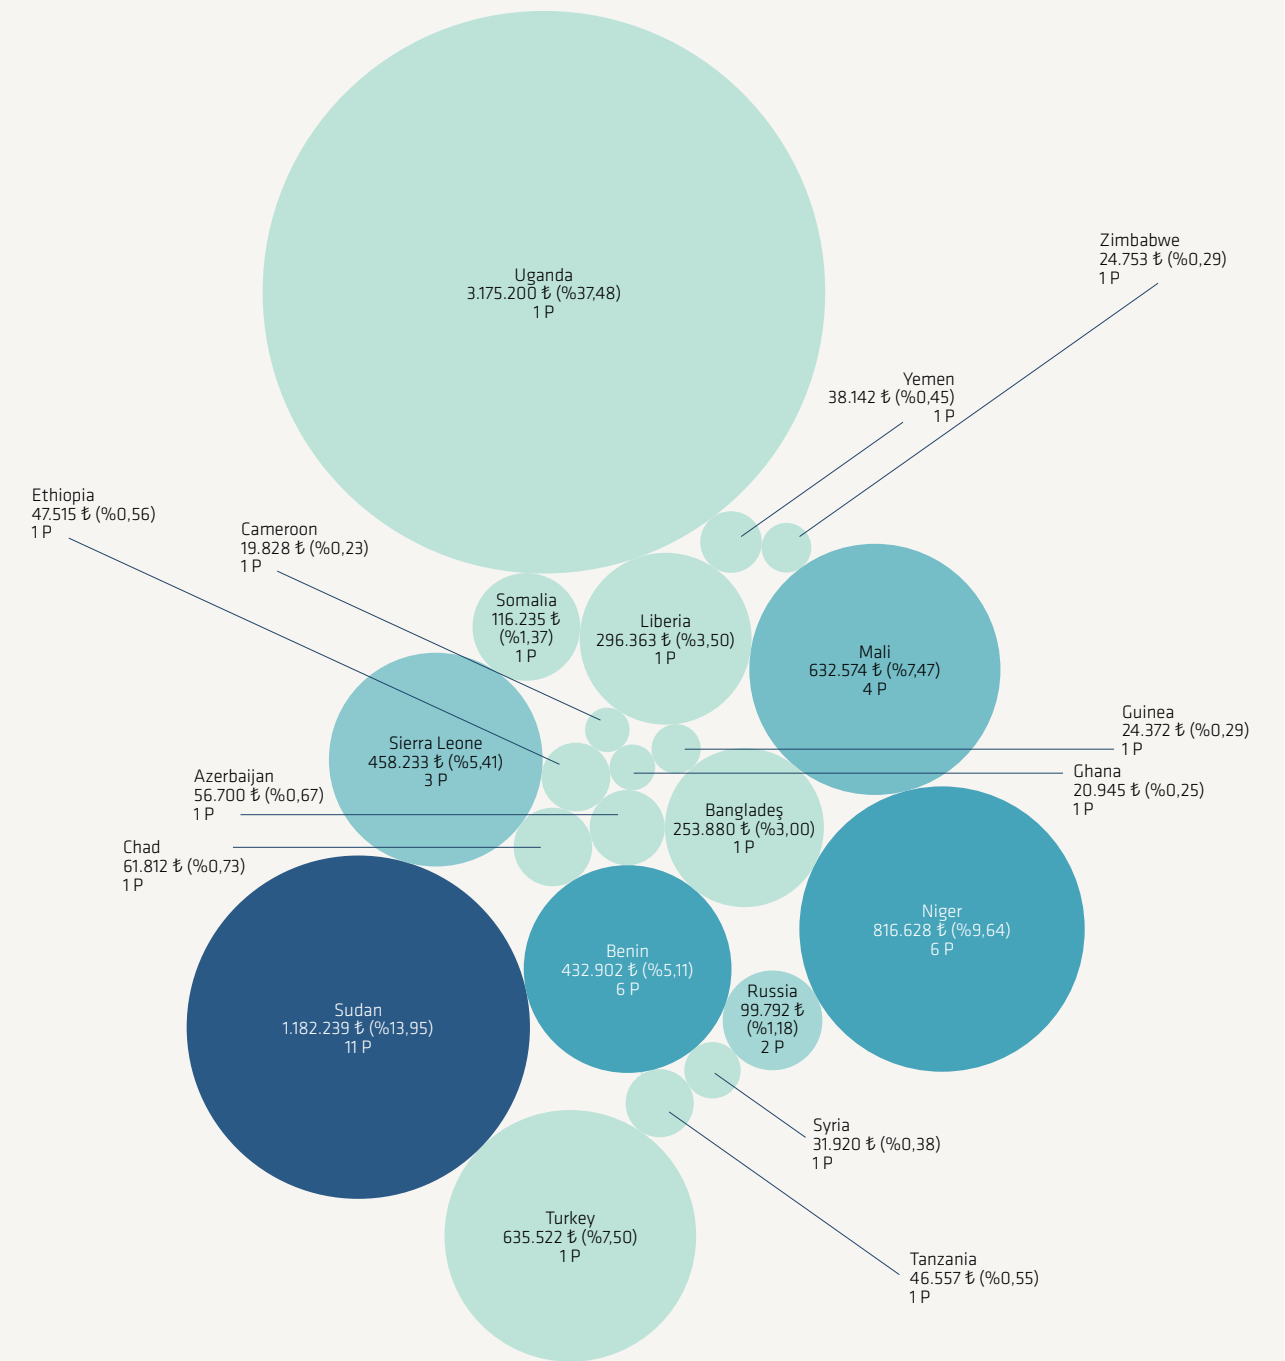 Uganda
3.175.200 ₺ (%37,48)
1 P
Zimbabwe
24.753 ₺ (%0,29)
1 P
Yemen
38.142 ₺ (%0,45)
1 P
Ethiopia
47.515 ₺ (%0,56)
1 P
Cameroon
19.828 ₺ (%0,23)
1 P
Somalia
116.235 ₺
(%1,37)
1 P
Liberia
296.363 ₺ (%3,50)
1 P
Mali
632.574 ₺ (%7,47)
4 P
Guinea
24.372 ₺ (%0,29)
1 P
Sierra Leone
458.233 ₺ (%5,41)
3 P
Ghana
20.945 ₺ (%0,25)
1 P
Azerbaijan
56.700 ₺ (%0,67)
1 P
Bangladeş
253.880 ₺ (%3,00)
1 P
Chad
61.812 ₺ (%0,73)
1 P
Niger
816.628 ₺ (%9,64)
6 P
Benin
432.902 ₺ (%5,11)
6 P
Russia
99.792 ₺
(%1,18)
2 P
Sudan
1.182.239 ₺ (%13,95)
11 P
Syria
31.920 ₺ (%0,38)
1 P
Turkey
635.522 ₺ (%7,50)
1 P
Tanzania
46.557 ₺ (%0,55)
1 P